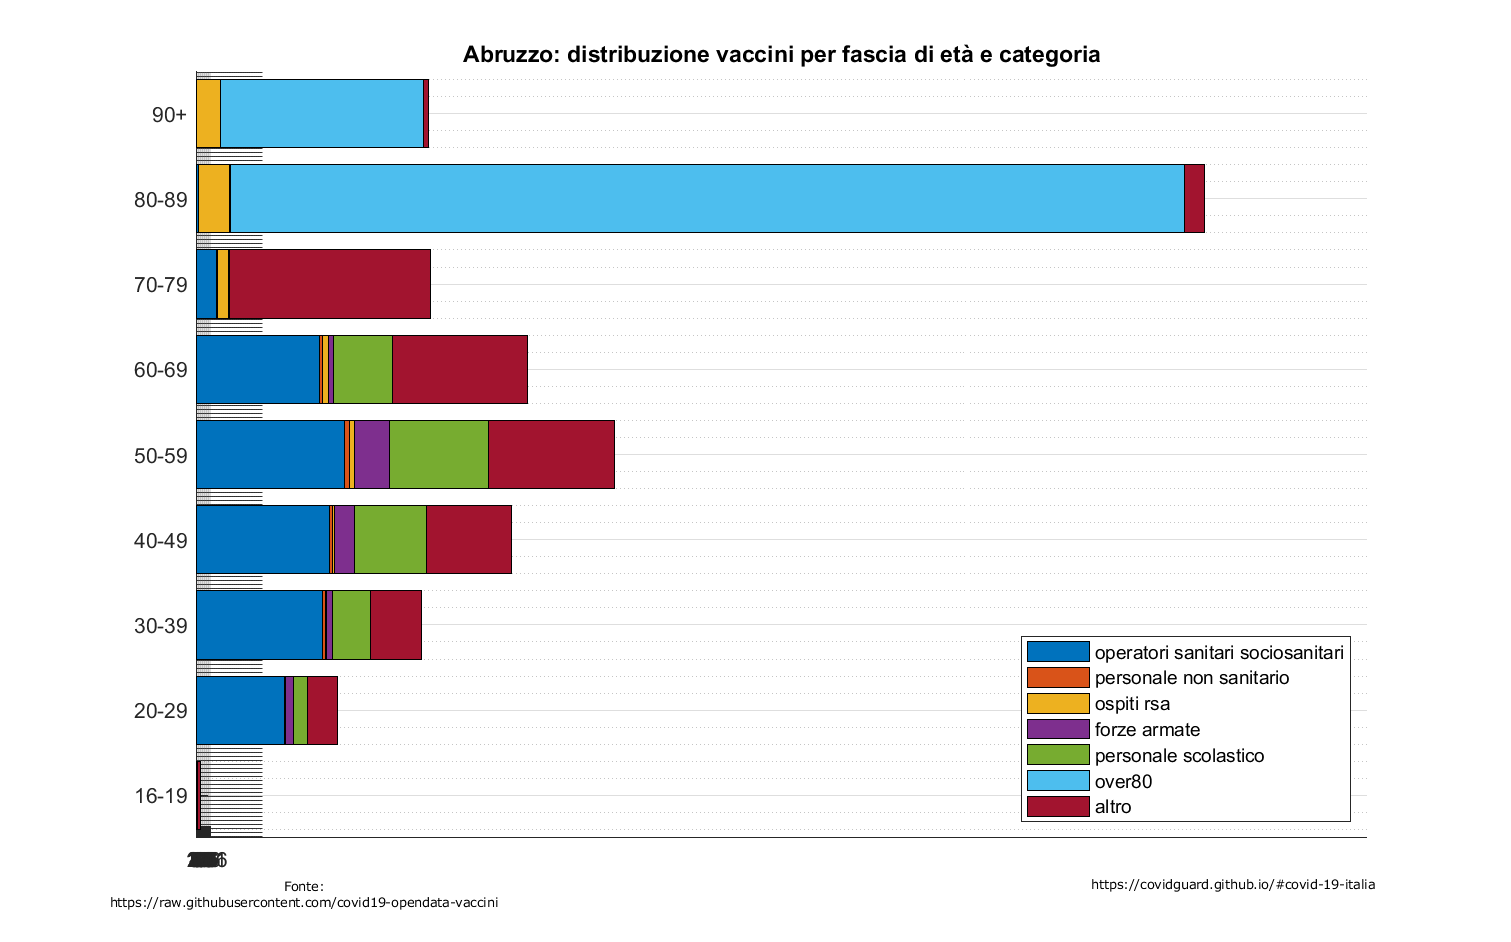 Abruzzo: distribuzione vaccini per fascia di età e categoria
90+
80-89
70-79
60-69
50-59
40-49
30-39
20-29
16-19
operatori sanitari sociosanitari
personale non sanitario
ospiti rsa
forze armate
personale scolastico
over80
altro
Fonte:
https://raw.githubusercontent.com/covid19-opendata-vaccini
https://covidguard.github.io/#covid-19-italia